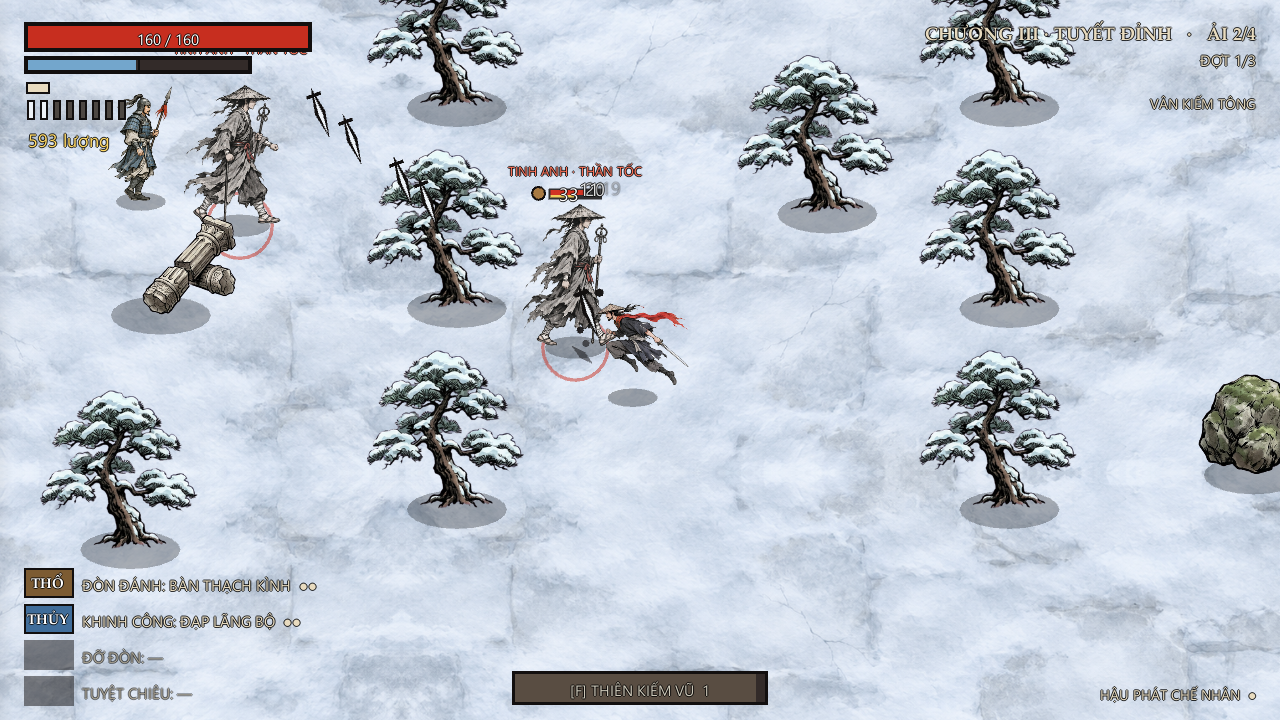 160 / 160
CHƯƠNG III · TUYẾT ĐỈNH · ẢI 2/4
ĐỢT 1/3
VÂN KIẾM TÔNG
593 lượng
TINH ANH · THẦN TỐC
33
THỔ ĐÒN ĐÁNH: BÀN THẠCH KÌNH
THỦY KHINH CÔNG: ĐẠP LÃNG BỘ
ĐỠ ĐÒN: —
TUYỆT CHIÊU: —
[F] THIÊN KIẾM VŨ 1
HẬU PHÁT CHẾ NHÂN